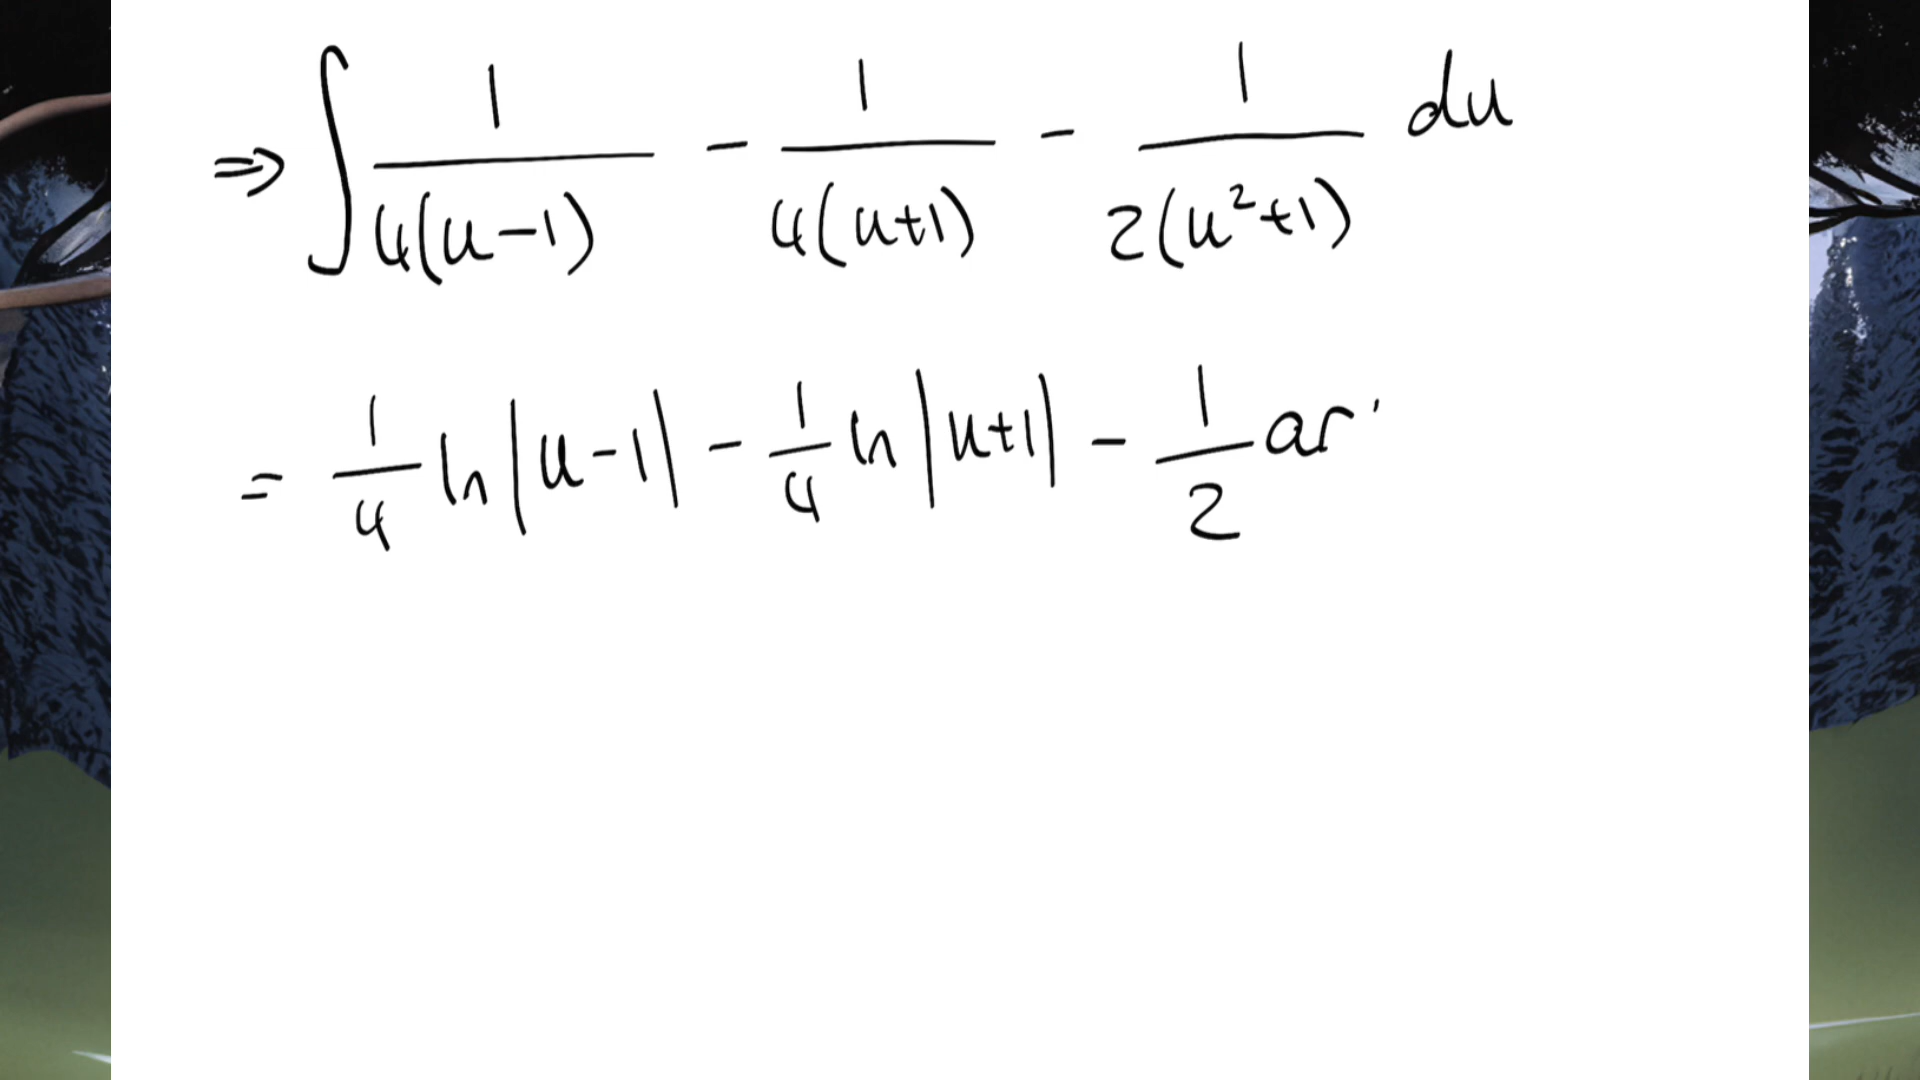 ⇒ ∫ 1/4(u-1) - 1/4(u+1) - 1/2(u²+1) du
= 1/4 ln|u-1| - 1/4 ln|u+1| - 1/2 ar